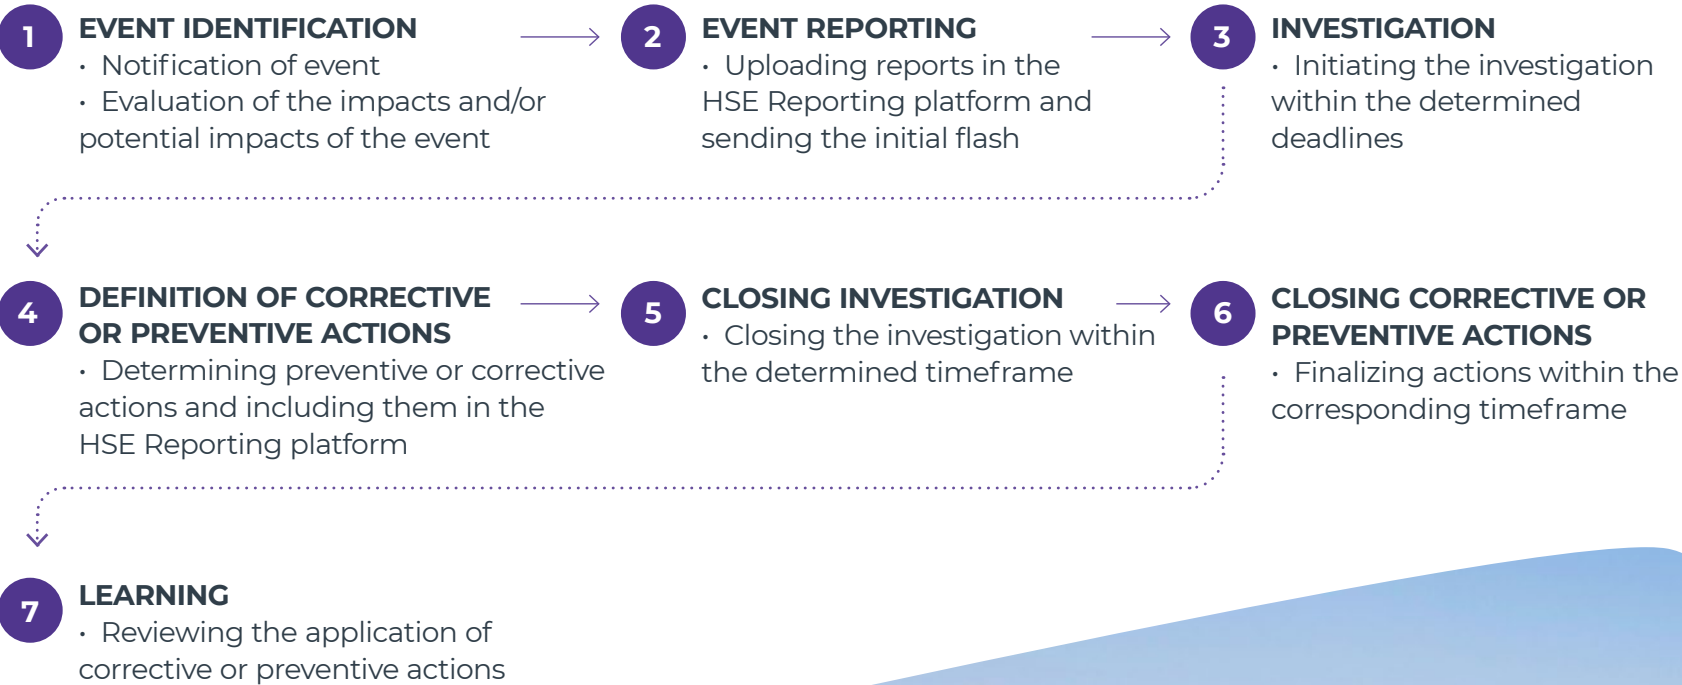 1
EVENT IDENTIFICATION
· Notification of event
· Evaluation of the impacts and/or
potential impacts of the event
2
EVENT REPORTING
· Uploading reports in the
HSE Reporting platform and
sending the initial flash
3
INVESTIGATION
· Initiating the investigation
within the determined
deadlines
4
DEFINITION OF CORRECTIVE
OR PREVENTIVE ACTIONS
· Determining preventive or corrective
actions and including them in the
HSE Reporting platform
5
CLOSING INVESTIGATION
· Closing the investigation within
the determined timeframe
6
CLOSING CORRECTIVE OR
PREVENTIVE ACTIONS
· Finalizing actions within the
corresponding timeframe
7
LEARNING
· Reviewing the application of
corrective or preventive actions